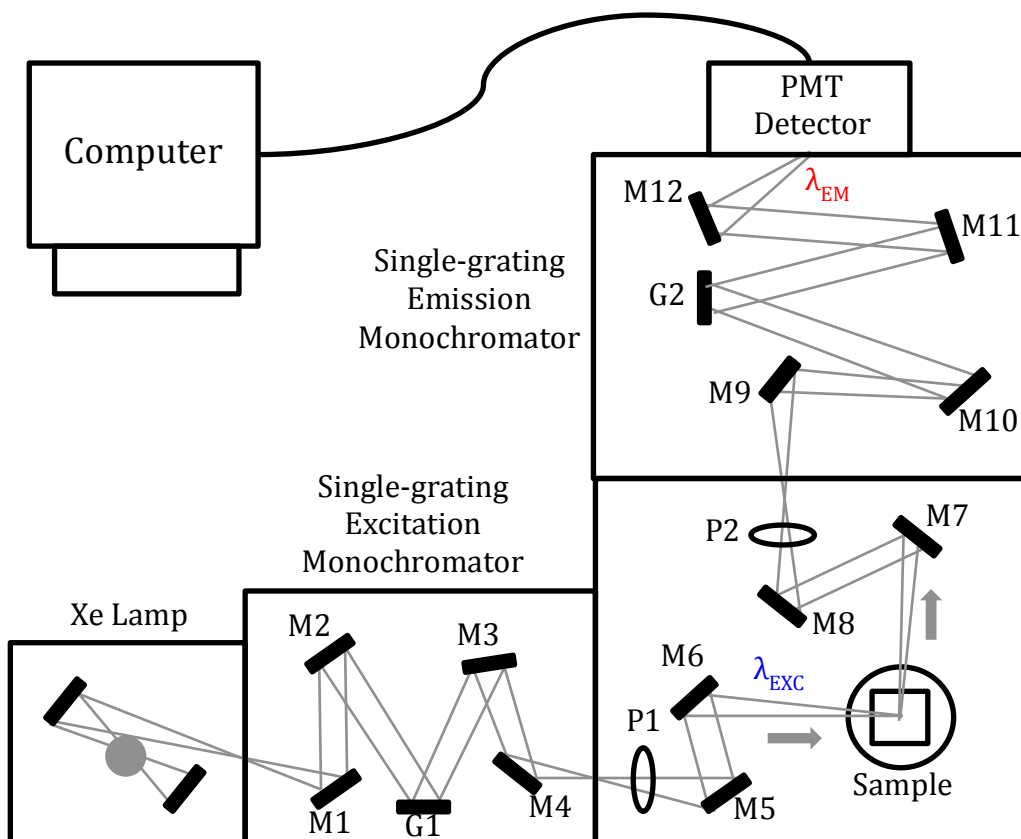 PMT
Detector
Computer
λEM
M12
M11
Single-grating
Emission
Monochromator
G2
M9
M10
Single-grating
Excitation
Monochromator
P2
M7
M8
Xe Lamp
M2
M3
M6
λEXC
P1
Sample
M1
G1
M4
M5